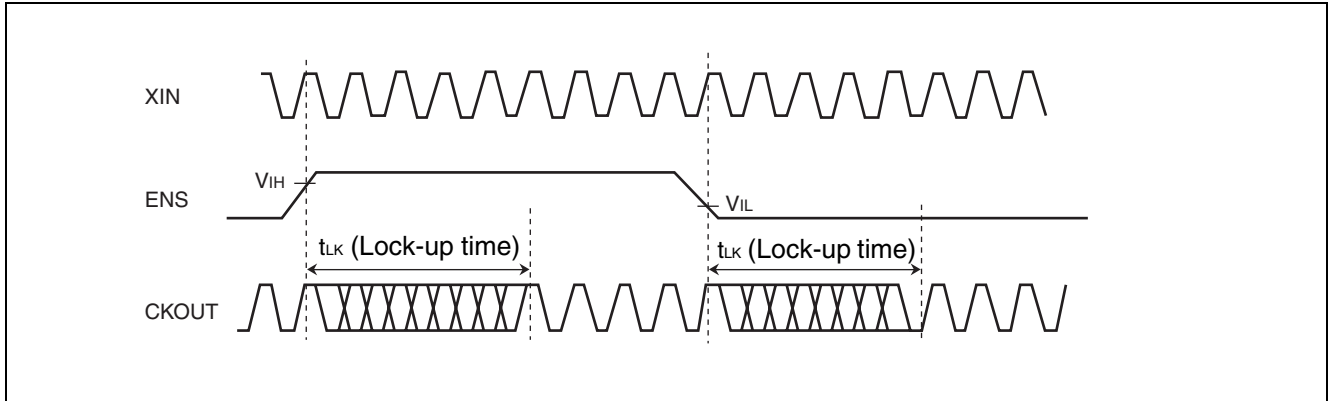 XIN
VIH
ENS
VIL
tLK (Lock-up time)
tLK (Lock-up time)
CKOUT